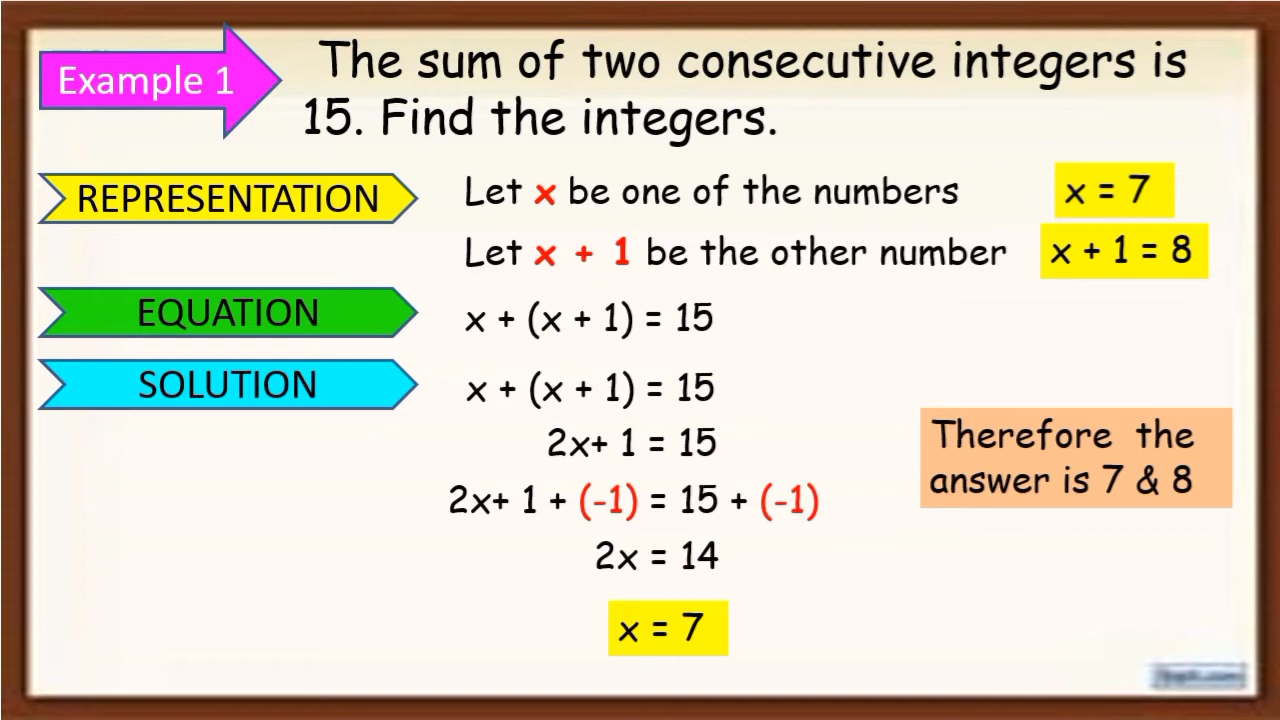 Example 1
The sum of two consecutive integers is
15. Find the integers.
REPRESENTATION
Let x be one of the numbers
x = 7
Let x + 1 be the other number
x + 1 = 8
EQUATION
x + (x + 1) = 15
SOLUTION
x + (x + 1) = 15
2x+ 1 = 15
2x+ 1 + (-1) = 15 + (-1)
2x = 14
x = 7
Therefore the
answer is 7 & 8